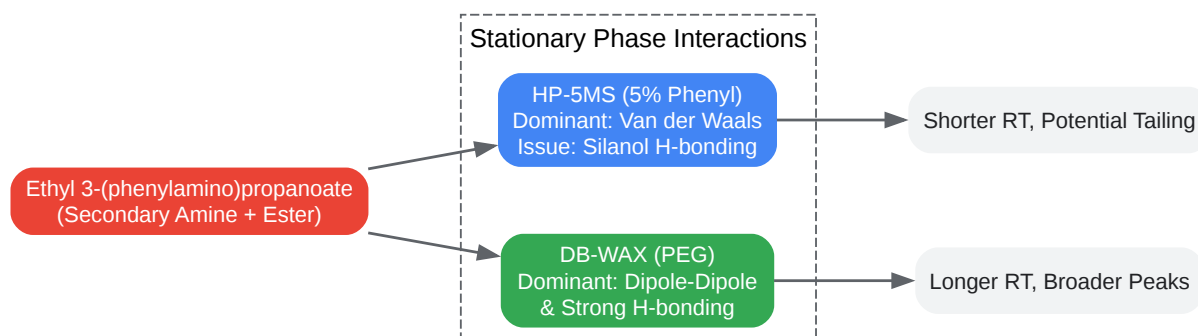 Stationary Phase Interactions
HP-5MS (5% Phenyl)
Dominant: Van der Waals
Issue: Silanol H-bonding
Shorter RT, Potential Tailing
Ethyl 3-(phenylamino)propanoate
(Secondary Amine + Ester)
DB-WAX (PEG)
Dominant: Dipole-Dipole
& Strong H-bonding
Longer RT, Broader Peaks